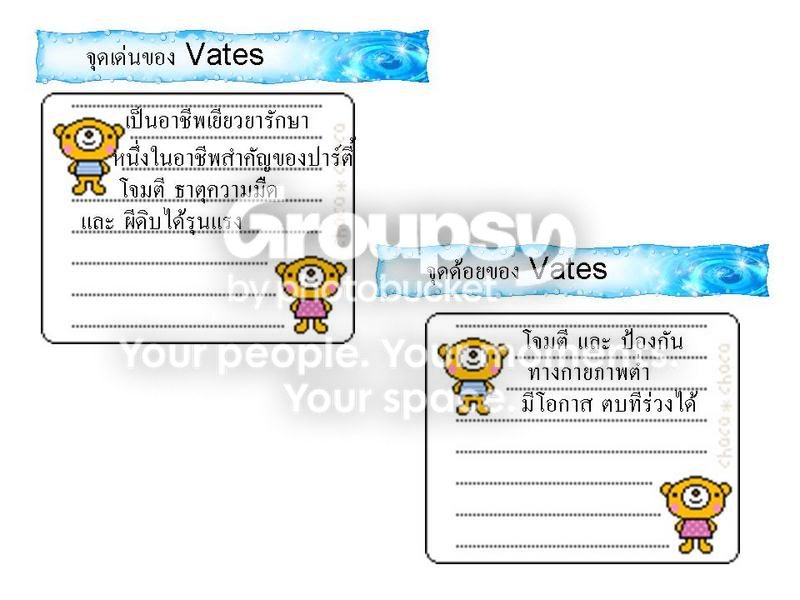 จุดเด่นของ Vates
เป็นอาชีพเยียวยารักษา
หนึ่งในอาชีพสำคัญของปาร์ตี้
โจมตี ธาตุความมืด
และ ผีดิบได้รุนแรง
choco * choco
Groupsy
by photobucket
Your people. Your moments.
Your space.
จุดด้อยของ Vates
โจมตี และ ป้องกัน
ทางกายภาพต่ำ
มีโอกาส ตบทีร่วงได้
choco * choco